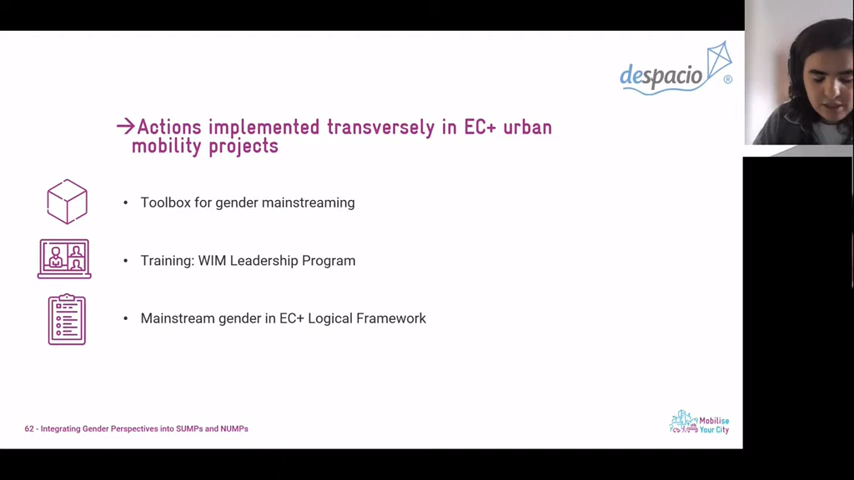 despacio®
→Actions implemented transversely in EC+ urban
mobility projects
• Toolbox for gender mainstreaming
• Training: WIM Leadership Program
• Mainstream gender in EC+ Logical Framework
62 - Integrating Gender Perspectives into SUMPs and NUMPs
Mobilise
Your City